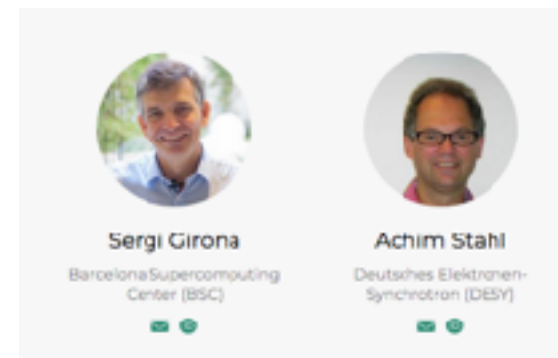 Sergi Girona
Barcelona Supercomputing
Center (BSC)
Achim Stahl
Deutsches Elektronen-
Synchrotron (DESY)